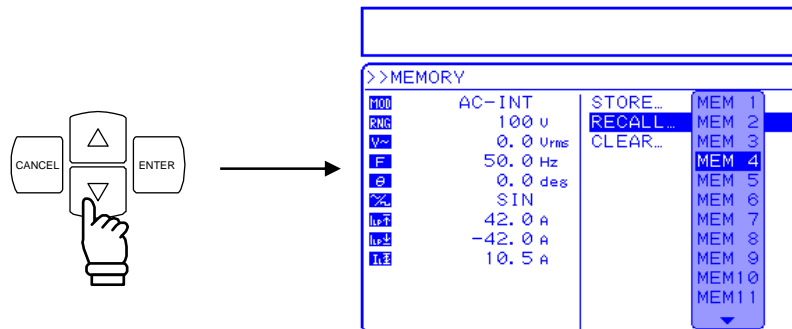 CANCEL
ENTER
>>MEMORY
MOD AC-INT
RNG 100 V
V~ 0.0 Vrms
F 50.0 Hz
θ 0.0 deg
SIN
42.0 A
-42.0 A
10.5 A
STORE…
RECALL…
CLEAR…
MEM 1
MEM 2
MEM 3
MEM 4
MEM 5
MEM 6
MEM 7
MEM 8
MEM 9
MEM10
MEM11